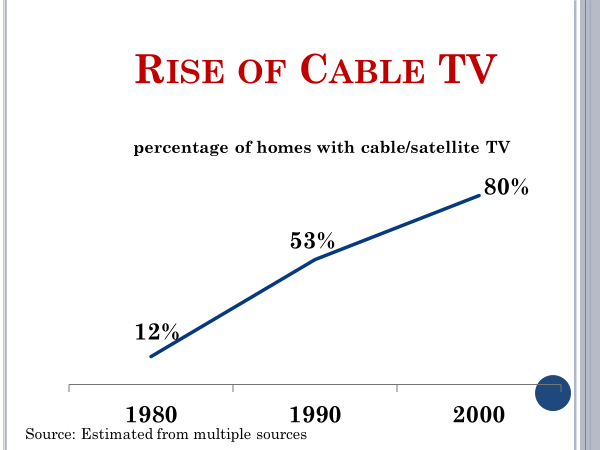 RISE OF CABLE TV
percentage of homes with cable/satellite TV
80%
53%
12%
1980 1990 2000
Source: Estimated from multiple sources